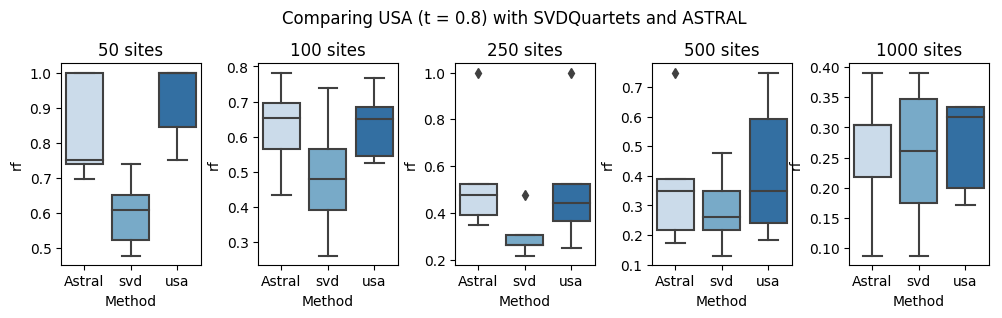 Comparing USA (t = 0.8) with SVDQuartets and ASTRAL
50 sites
1.0
0.9
0.8
0.7
0.6
0.5
rf
Astral svd usa
Method
100 sites
0.8
0.7
0.6
0.5
0.4
0.3
rf
Astral svd usa
Method
250 sites
1.0
0.8
0.6
0.4
0.2
rf
Astral svd usa
Method
500 sites
0.7
0.6
0.5
0.4
0.3
0.2
0.1
rf
Astral svd usa
Method
1000 sites
0.40
0.35
0.30
0.25
0.20
0.15
0.10
rf
Astral svd usa
Method